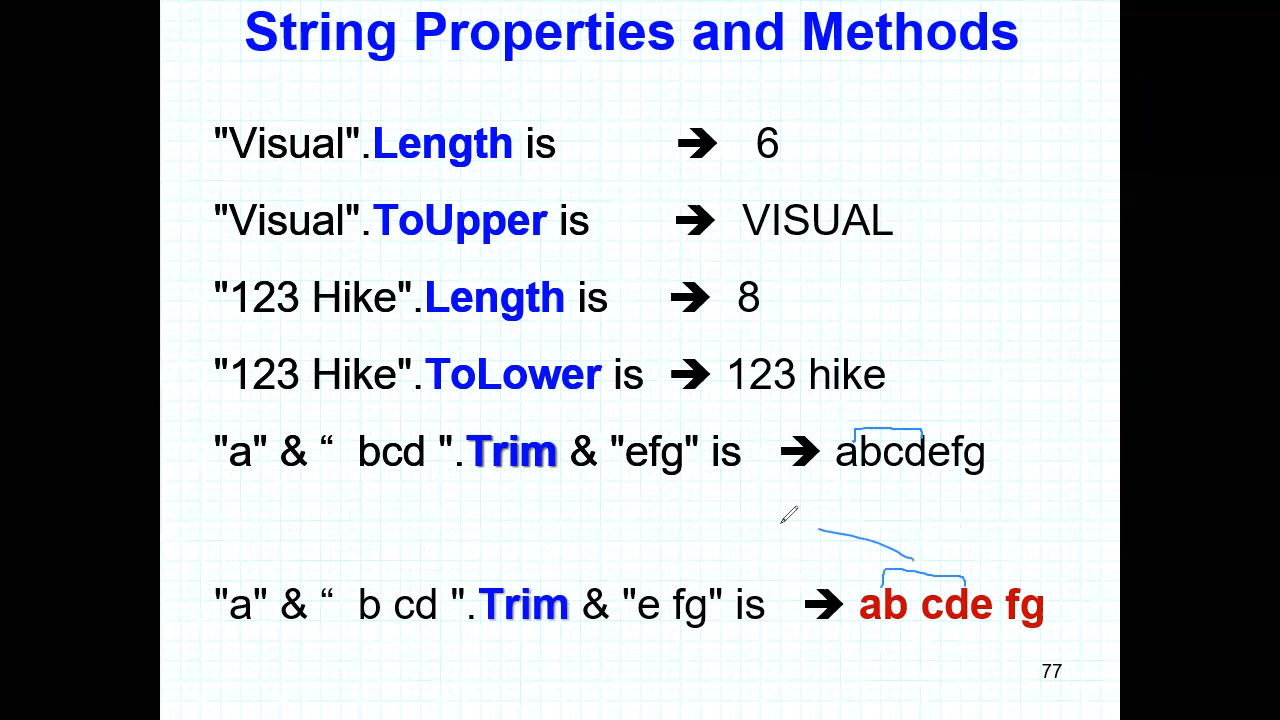 String Properties and Methods
"Visual".Length is ➔ 6
"Visual".ToUpper is ➔ VISUAL
"123 Hike".Length is ➔ 8
"123 Hike".ToLower is ➔ 123 hike
"a" & “  bcd ".Trim & "efg" is ➔ abcdefg
"a" & “  b cd ".Trim & "e fg" is ➔ ab cde fg
77